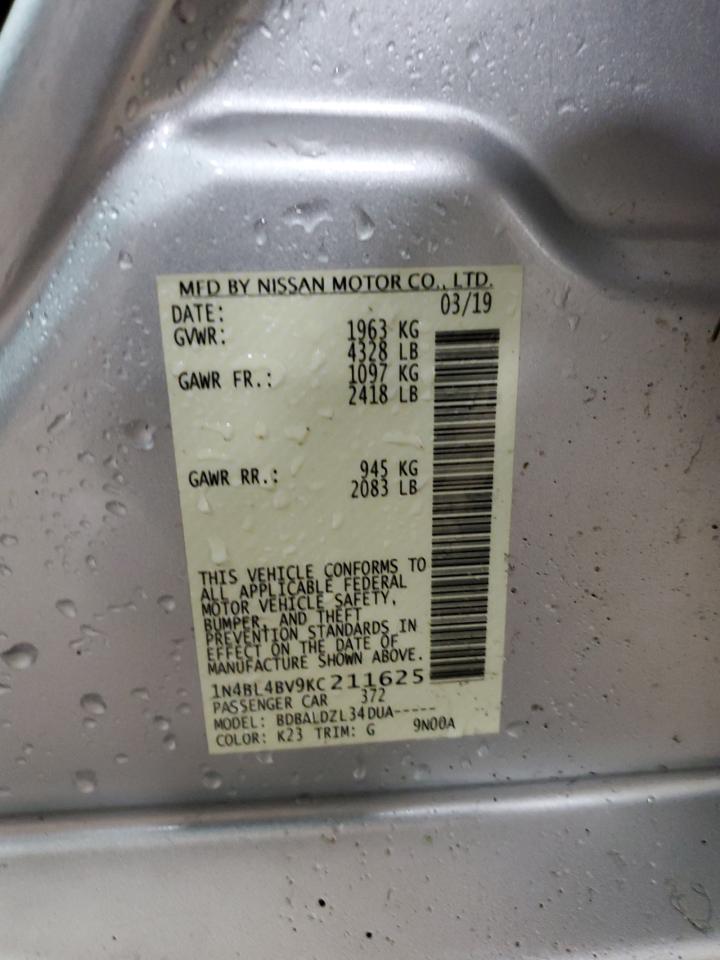 MFD BY NISSAN MOTOR CO., LTD.
DATE: 03/19
GVWR: 1963 KG
4328 LB
GAWR FR.: 1097 KG
2418 LB
GAWR RR.: 945 KG
2083 LB
THIS VEHICLE CONFORMS TO
ALL APPLICABLE FEDERAL
MOTOR VEHICLE SAFETY,
BUMPER, AND THEFT
PREVENTION STANDARDS IN
EFFECT ON THE DATE OF
MANUFACTURE SHOWN ABOVE.
1N4BL4BV9KC211625
PASSENGER CAR 372
MODEL: BDBALDZL34DUA-----
COLOR: K23 TRIM: G 9N00A